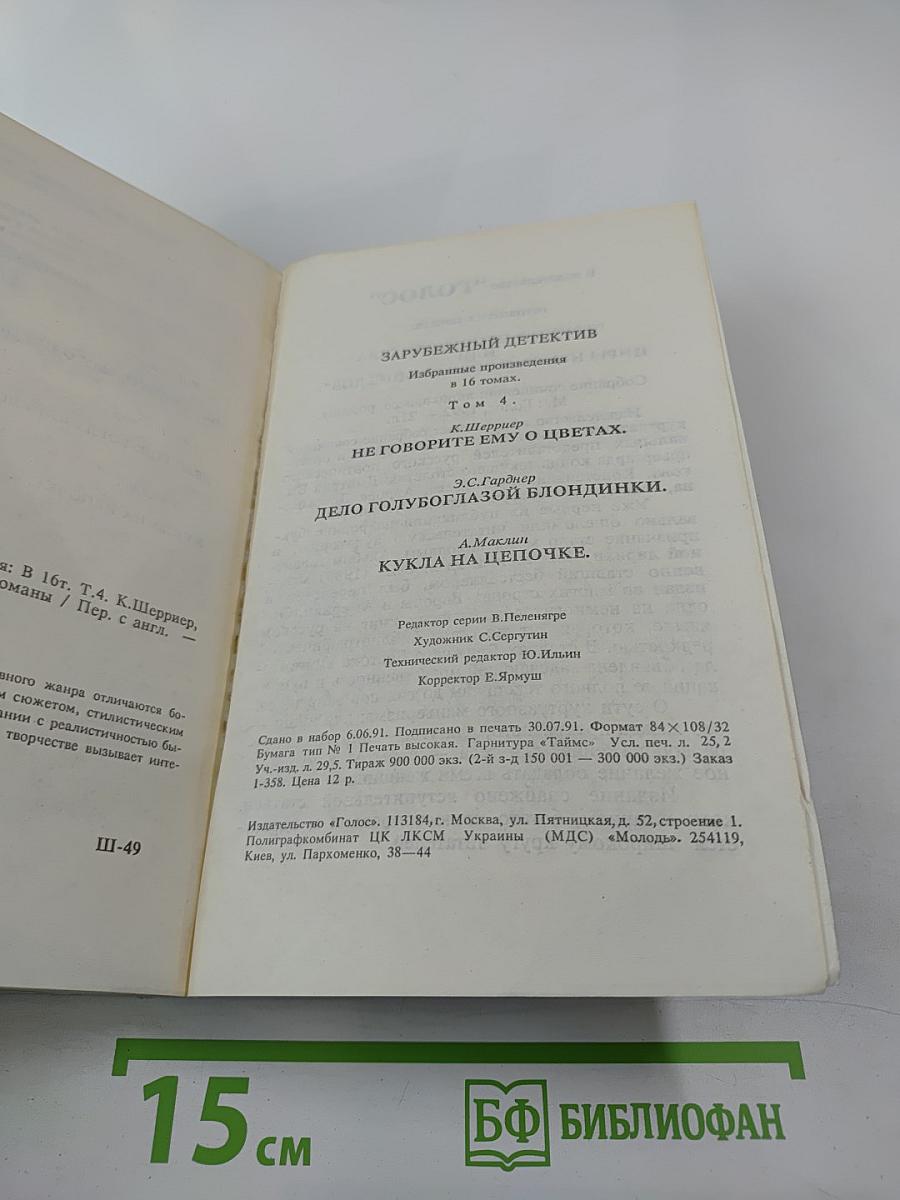 я: В 16т. Т.4. К.Шерриер,
оманы / Пер. с англ. —
вного жанра отличаются бо-
м сюжетом, стилистическим
ании с реалистичностью бы-
творчестве вызывает инте-
Ш-49
"ГОЛОС"
ЗАРУБЕЖНЫЙ ДЕТЕКТИВ
Избранные произведения
в 16 томах.
Том 4.
К.Шерриер
НЕ ГОВОРИТЕ ЕМУ О ЦВЕТАХ.
Э.С.Гарднер
ДЕЛО ГОЛУБОГЛАЗОЙ БЛОНДИНКИ.
А.Маклин
КУКЛА НА ЦЕПОЧКЕ.
Редактор серии В.Пеленягре
Художник С.Сергутин
Технический редактор Ю.Ильин
Корректор Е.Ярмуш
Сдано в набор 6.06.91. Подписано в печать 30.07.91. Формат 84×108/32
Бумага тип № 1 Печать высокая. Гарнитура «Таймс» Усл. печ. л. 25,2
Уч.-изд. л. 29,5. Тираж 900 000 экз. (2-й з-д 150 001 — 300 000 экз.) Заказ
1-358. Цена 12 р.
Издательство «Голос». 113184, г. Москва, ул. Пятницкая, д. 52, строение 1.
Полиграфкомбинат ЦК ЛКСМ Украины (МДС) «Молодь». 254119,
Киев, ул. Пархоменко, 38—44
15 см
БФ БИБЛИОФАН